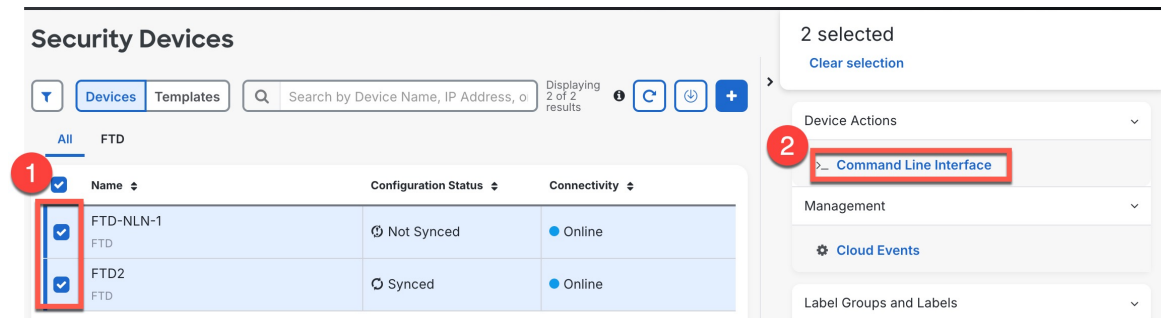 Security Devices
Devices
Templates
Search by Device Name, IP Address, o
Displaying
2 of 2
results
All
FTD
1
Name
Configuration Status
Connectivity
FTD-NLN-1
FTD
Not Synced
Online
FTD2
FTD
Synced
Online
2 selected
Clear selection
Device Actions
2
>_ Command Line Interface
Management
Cloud Events
Label Groups and Labels